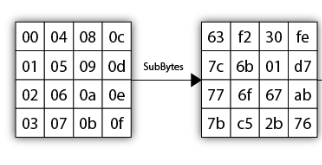 00 04 08 0c
01 05 09 0d
02 06 0a 0e
03 07 0b 0f
SubBytes
63 f2 30 fe
7c 6b 01 d7
77 6f 67 ab
7b c5 2b 76